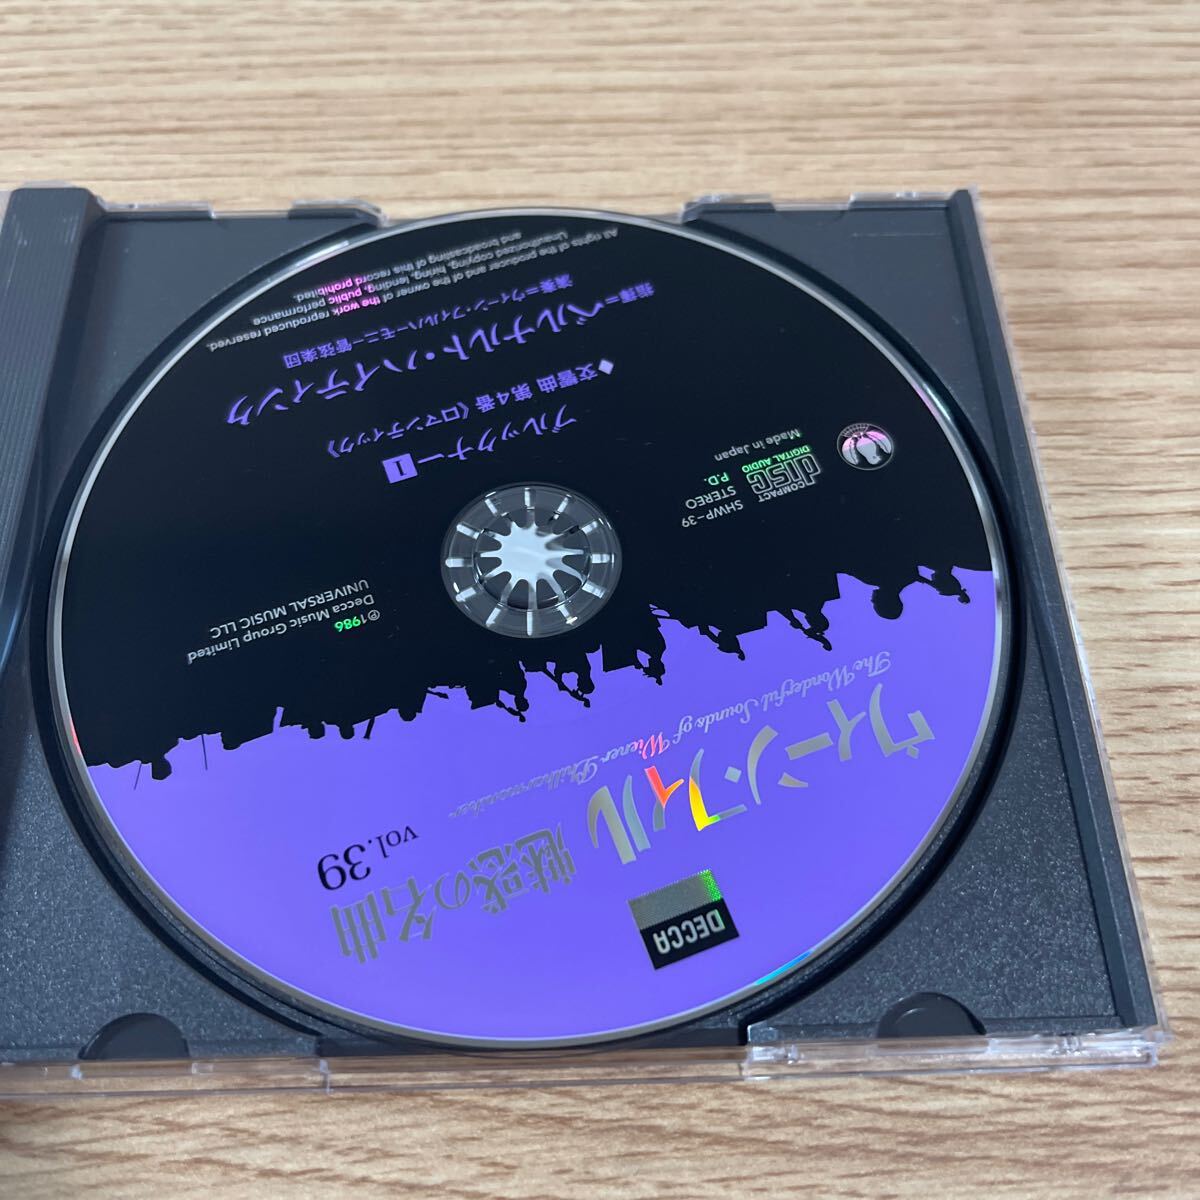 DECCA
ウィーン・フィル 魅惑の名曲
The Wonderful Sounds of Wiener Philharmoniker
vol.39
℗1986
Decca Music Group Limited
UNIVERSAL MUSIC LLC
SHWP-39
STEREO
P.D.
COMPACT
disc
DIGITAL AUDIO
Made in Japan
ブルックナー 1
◆交響曲 第4番《ロマンティック》
指揮=ベルナルト・ハイティンク
演奏=ウィーン・フィルハーモニー管弦楽団
All rights of the producer and of the owner of the work reproduced reserved.
Unauthorized copying, hiring, lending, public performance
and broadcasting of this record prohibited.